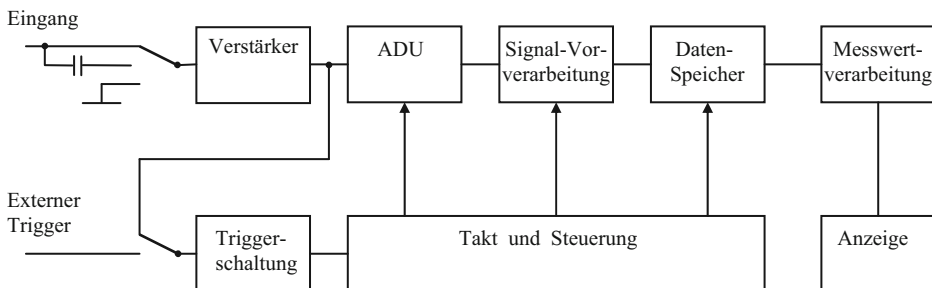 Eingang
Verstärker
ADU
Signal-Vor-
verarbeitung
Daten-
Speicher
Messwert-
verarbeitung
Externer
Trigger
Trigger-
schaltung
Takt und Steuerung
Anzeige